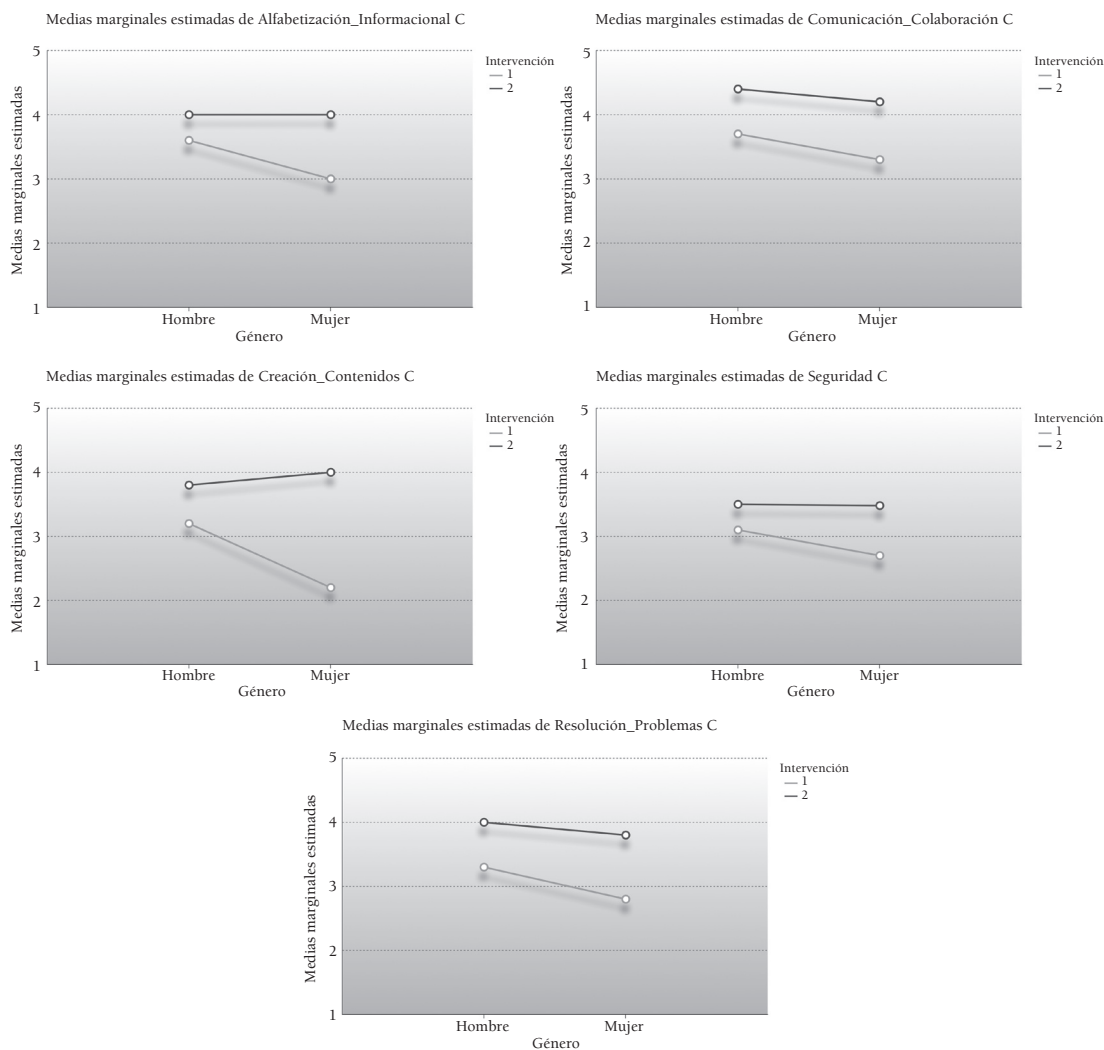 Medias marginales estimadas de Alfabetización_Informacional C
Medias marginales estimadas
5
4
3
2
1
Hombre Mujer
Género
Intervención
1
2
Medias marginales estimadas de Comunicación_Colaboración C
Medias marginales estimadas
5
4
3
2
1
Hombre Mujer
Género
Intervención
1
2
Medias marginales estimadas de Creación_Contenidos C
Medias marginales estimadas
5
4
3
2
1
Hombre Mujer
Género
Intervención
1
2
Medias marginales estimadas de Seguridad C
Medias marginales estimadas
5
4
3
2
1
Hombre Mujer
Género
Intervención
1
2
Medias marginales estimadas de Resolución_Problemas C
Medias marginales estimadas
5
4
3
2
1
Hombre Mujer
Género
Intervención
1
2